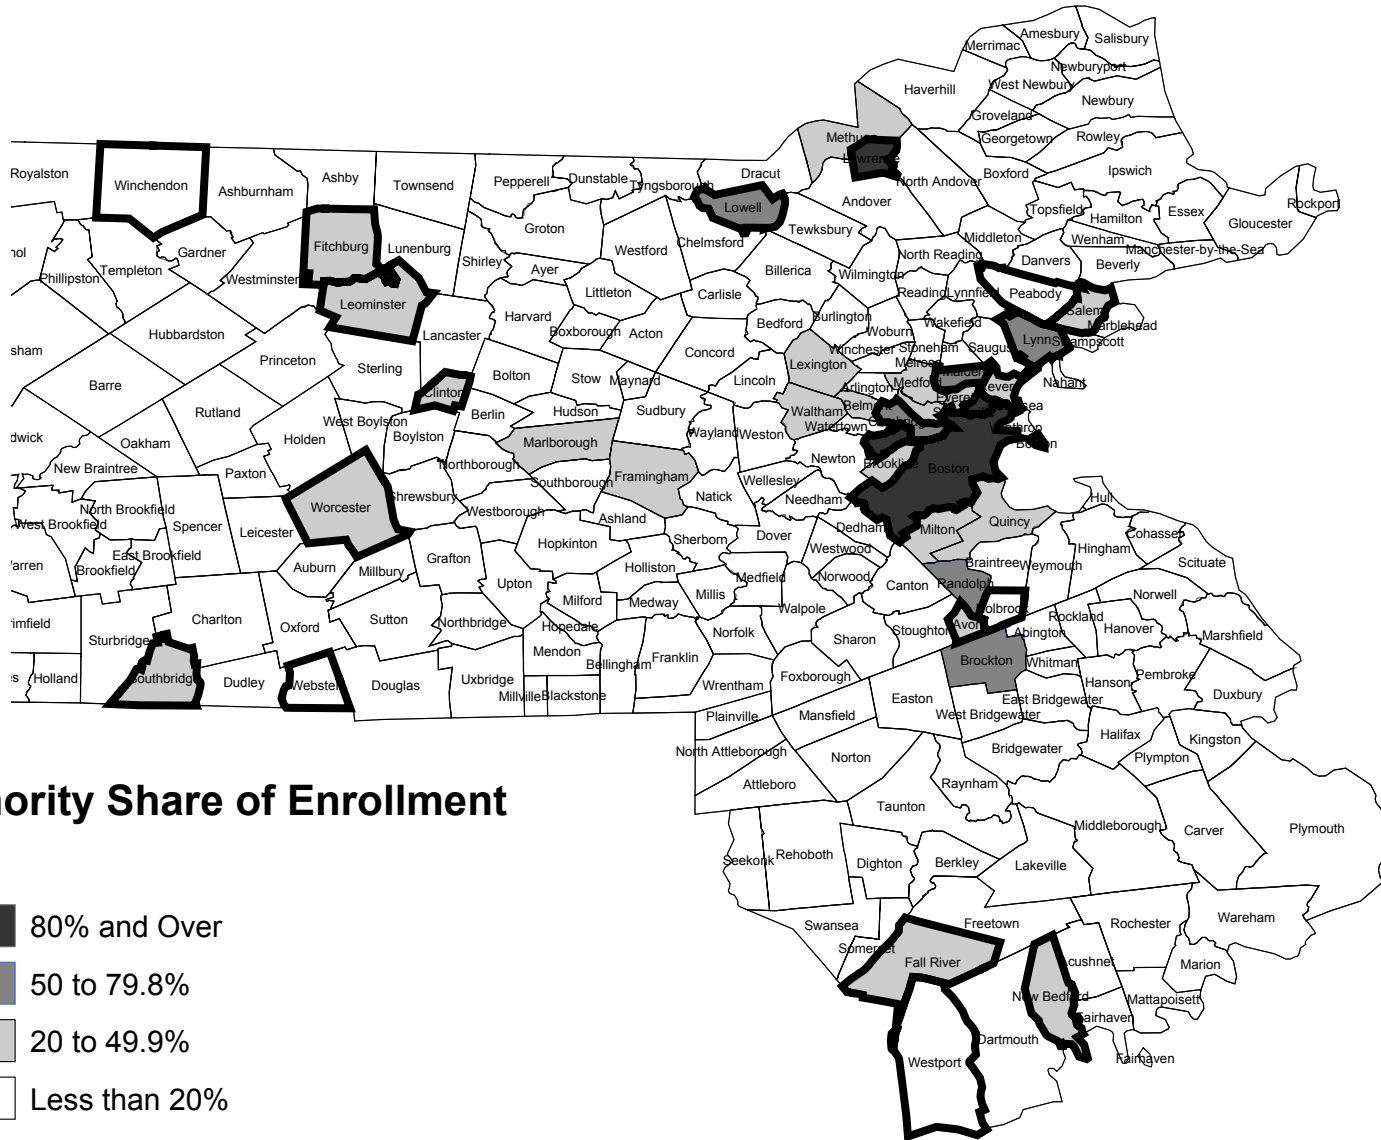 Amesbury
Salisbury
Merrimac
Newburyport
West Newbury
Haverhill
Newbury
Groveland
Georgetown
Rowley
Methuen
Lawrence
Royalston
Winchendon
Ashburnham
Ashby
Townsend
Pepperell
Dunstable
Tyngsborough
Dracut
North Andover
Boxford
Ipswich
Andover
Lowell
Topsfield
Hamilton
Essex
Gloucester
Rockport
Groton
Tewksbury
Chelmsford
Westford
Fitchburg
Lunenburg
Gardner
Middleton
Wenham
Manchester-by-the-Sea
North Reading
Danvers
Beverly
Shirley
Ayer
Billerica
Wilmington
Templeton
Phillipston
Westminster
Littleton
Carlisle
Reading
Lynnfield
Peabody
Salem
Leominster
Harvard
Burlington
Bedford
Wakefield
Marblehead
Hubbardston
Lancaster
Boxborough
Acton
Woburn
Lynn
Swampscott
Winchester
Stoneham
Saugus
Concord
Princeton
Sterling
Lexington
Melrose
sham
Barre
Bolton
Stow
Maynard
Lincoln
Arlington
Medford
Malden
Nahant
Clinton
Belmont
Rutland
West Boylston
Berlin
Hudson
Sudbury
Waltham
Watertown
Winthrop
Boston
dwick
Oakham
Holden
Boylston
Marlborough
Wayland
Weston
Newton
Brookline
Boston
New Braintree
Paxton
Northborough
Southborough
Framingham
Natick
Wellesley
Needham
Worcester
Shrewsbury
Westborough
North Brookfield
West Brookfield
Spencer
Leicester
Hull
Ashland
Hopkinton
Sherborn
Dover
Dedham
Milton
Quincy
Westwood
Cohasset
Hingham
Scituate
East Brookfield
Brookfield
Auburn
Millbury
Grafton
Holliston
Medfield
Norwood
Canton
Braintree
Weymouth
Randolph
Upton
Milford
Medway
Millis
Walpole
Norwell
Holbrook
Rockland
Charlton
Oxford
Sutton
Northbridge
Hopedale
Norfolk
Sharon
Stoughton
Avon
Abington
Hanover
Marshfield
Sturbridge
Mendon
Bellingham
Franklin
Brockton
Whitman
Holland
Southbridge
Dudley
Webster
Douglas
Uxbridge
Millville
Blackstone
Wrentham
Foxborough
Easton
East Bridgewater
West Bridgewater
Hanson
Pembroke
Duxbury
Plainville
Mansfield
Halifax
Kingston
North Attleborough
Norton
Bridgewater
Plympton
Attleboro
Raynham
Taunton
Middleborough
Carver
Plymouth
Seekonk
Rehoboth
Dighton
Berkley
Lakeville
Swansea
Somerset
Freetown
Rochester
Wareham
Fall River
cushnet
Marion
New Bedford
Mattapoisett
Fairhaven
Dartmouth
Westport
Fairhaven
ority Share of Enrollment
80% and Over
50 to 79.8%
20 to 49.9%
Less than 20%